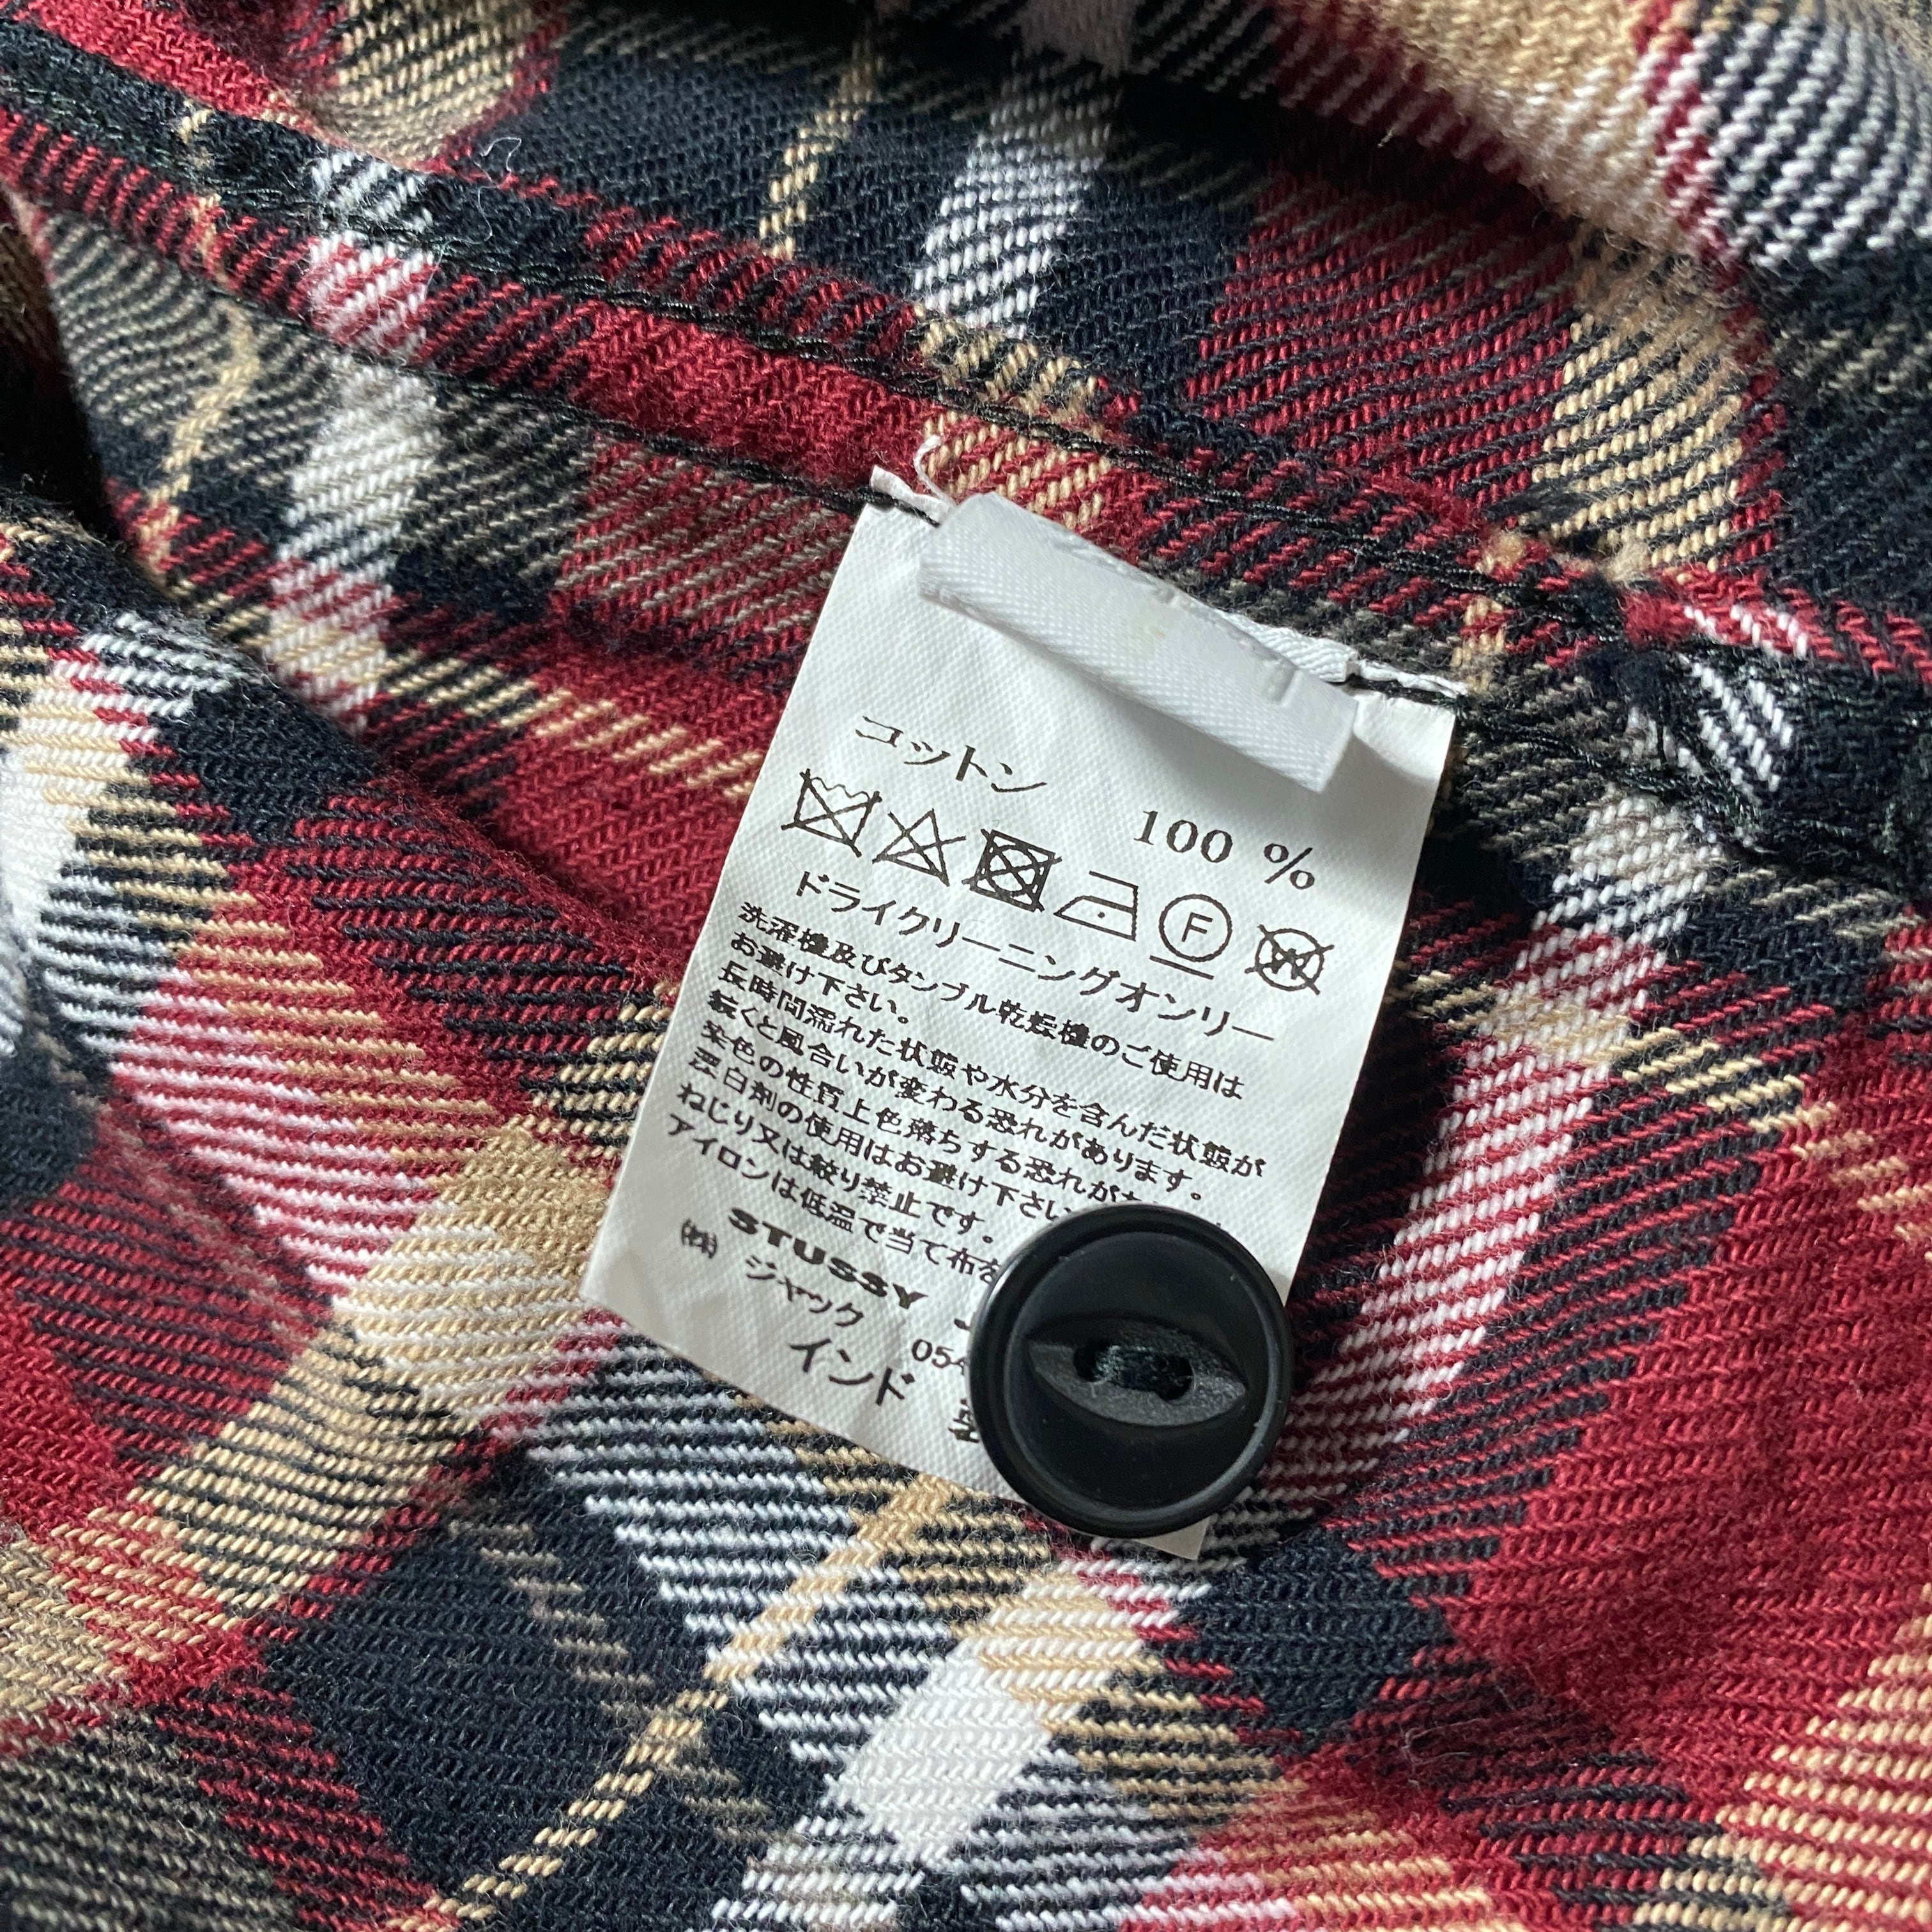 コットン 100 %
F
W
ドライクリーニングオンリー
洗濯機及びタンブル乾燥機のご使用は
お避け下さい。
長時間濡れた状態や水分を含んだ状態が
続くと風合いが変わる恐れがあります。
染色の性質上色落ちする恐れが
漂白剤の使用はお避け下さい
ねじり又は絞り禁止です。
アイロンは低温で当て布を
STUSSY
㈱ ジャック 054
インド